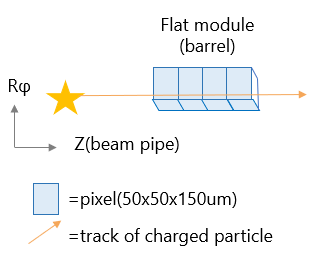 Flat module
(barrel)
Rφ
Z(beam pipe)
=pixel(50x50x150um)
=track of charged particle